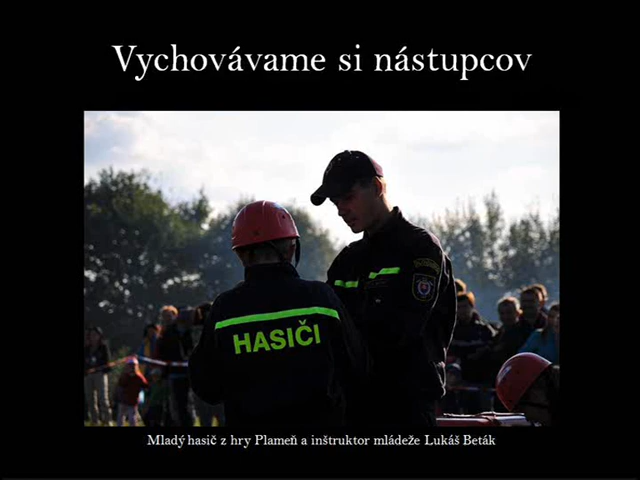 Vychovávame si nástupcov
HASIČI
Mladý hasič z hry Plameň a inštruktor mládeže Lukáš Beták